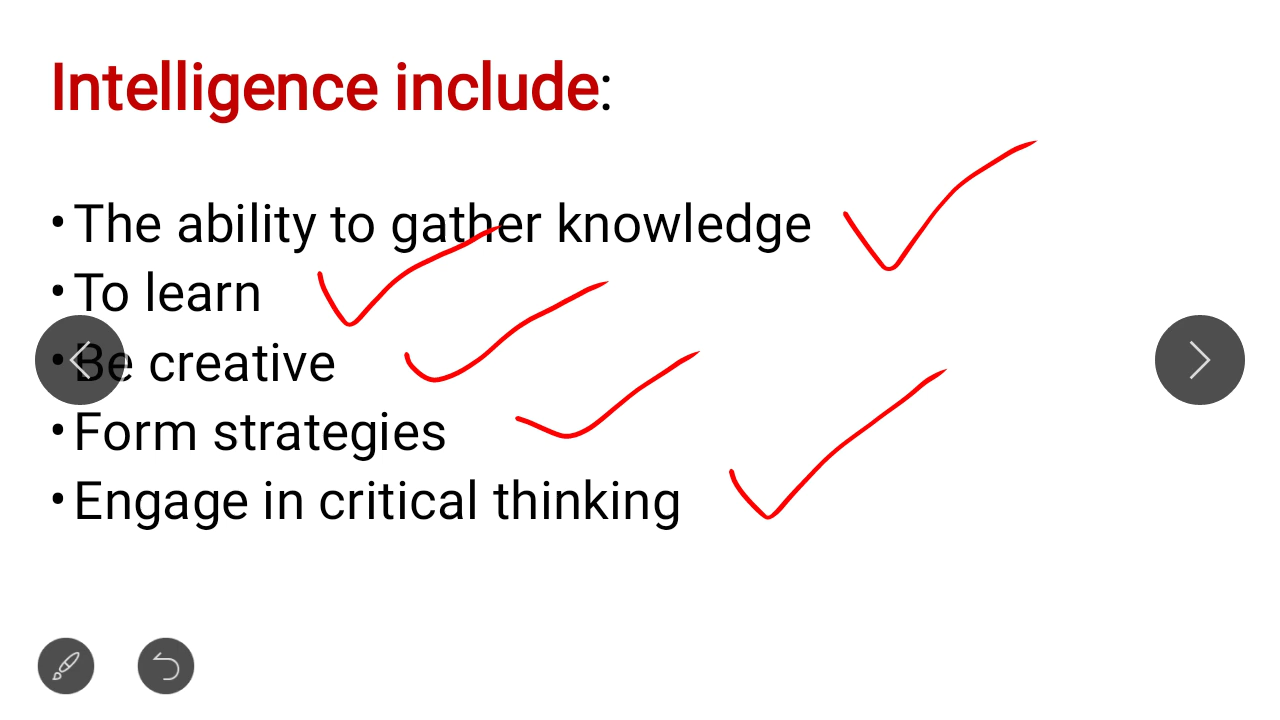 Intelligence include:
• The ability to gather knowledge
• To learn
• Be creative
• Form strategies
• Engage in critical thinking